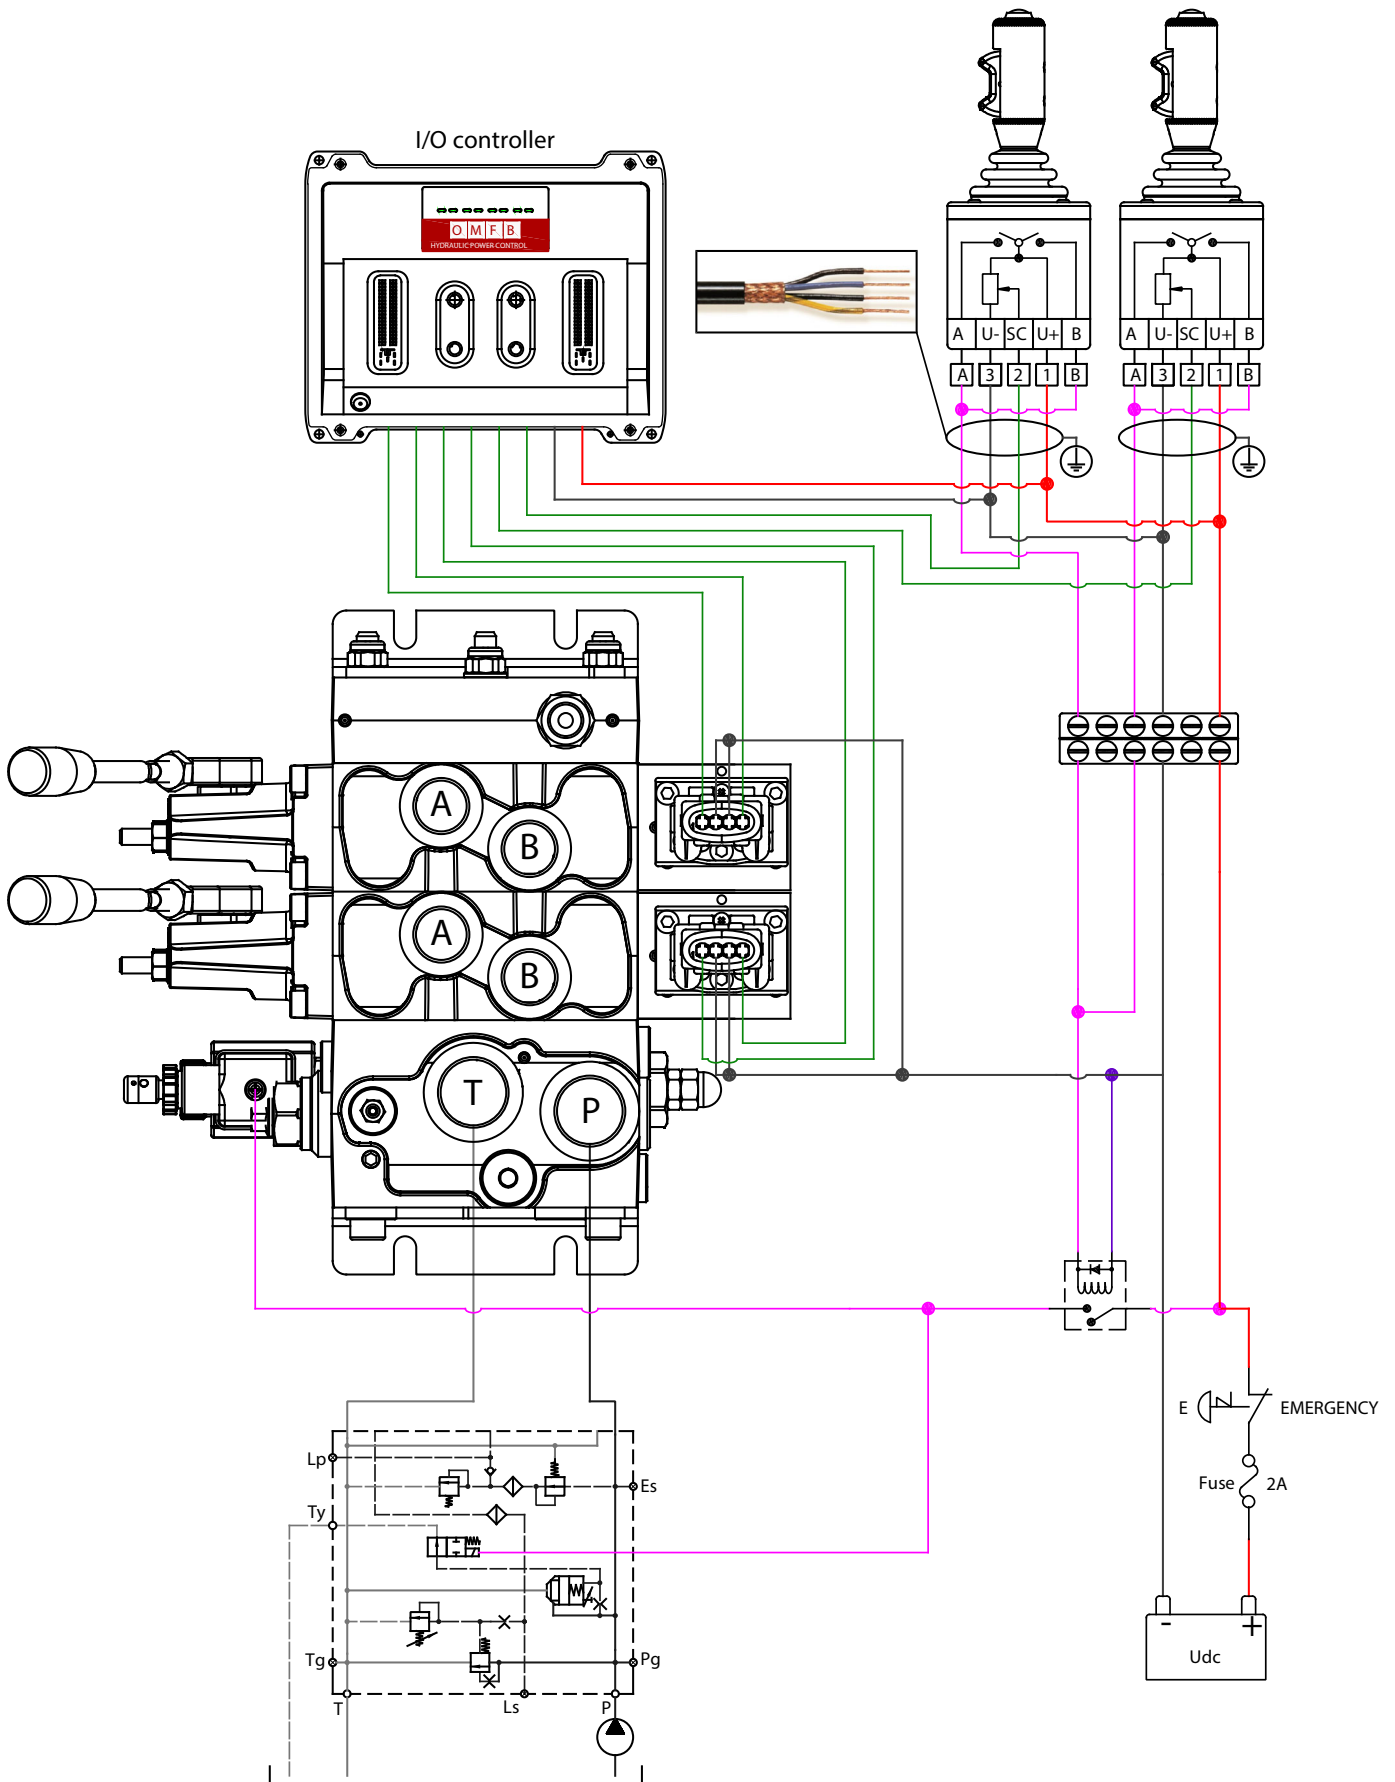 I/O controller
O M F B
HYDRAULIC POWER CONTROL
A U- SC U+ B
A 3 2 1 B
A U- SC U+ B
A 3 2 1 B
A
B
A
B
T
P
E EMERGENCY
Fuse 2A
Lp
Es
Ty
Tg
Pg
T
Ls
P
- +
Udc